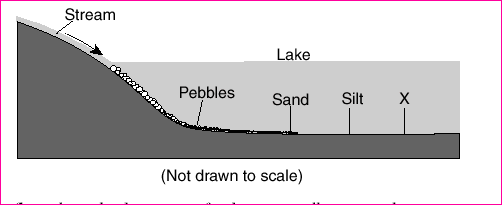 Stream
Lake
Pebbles
Sand
Silt
X
(Not drawn to scale)